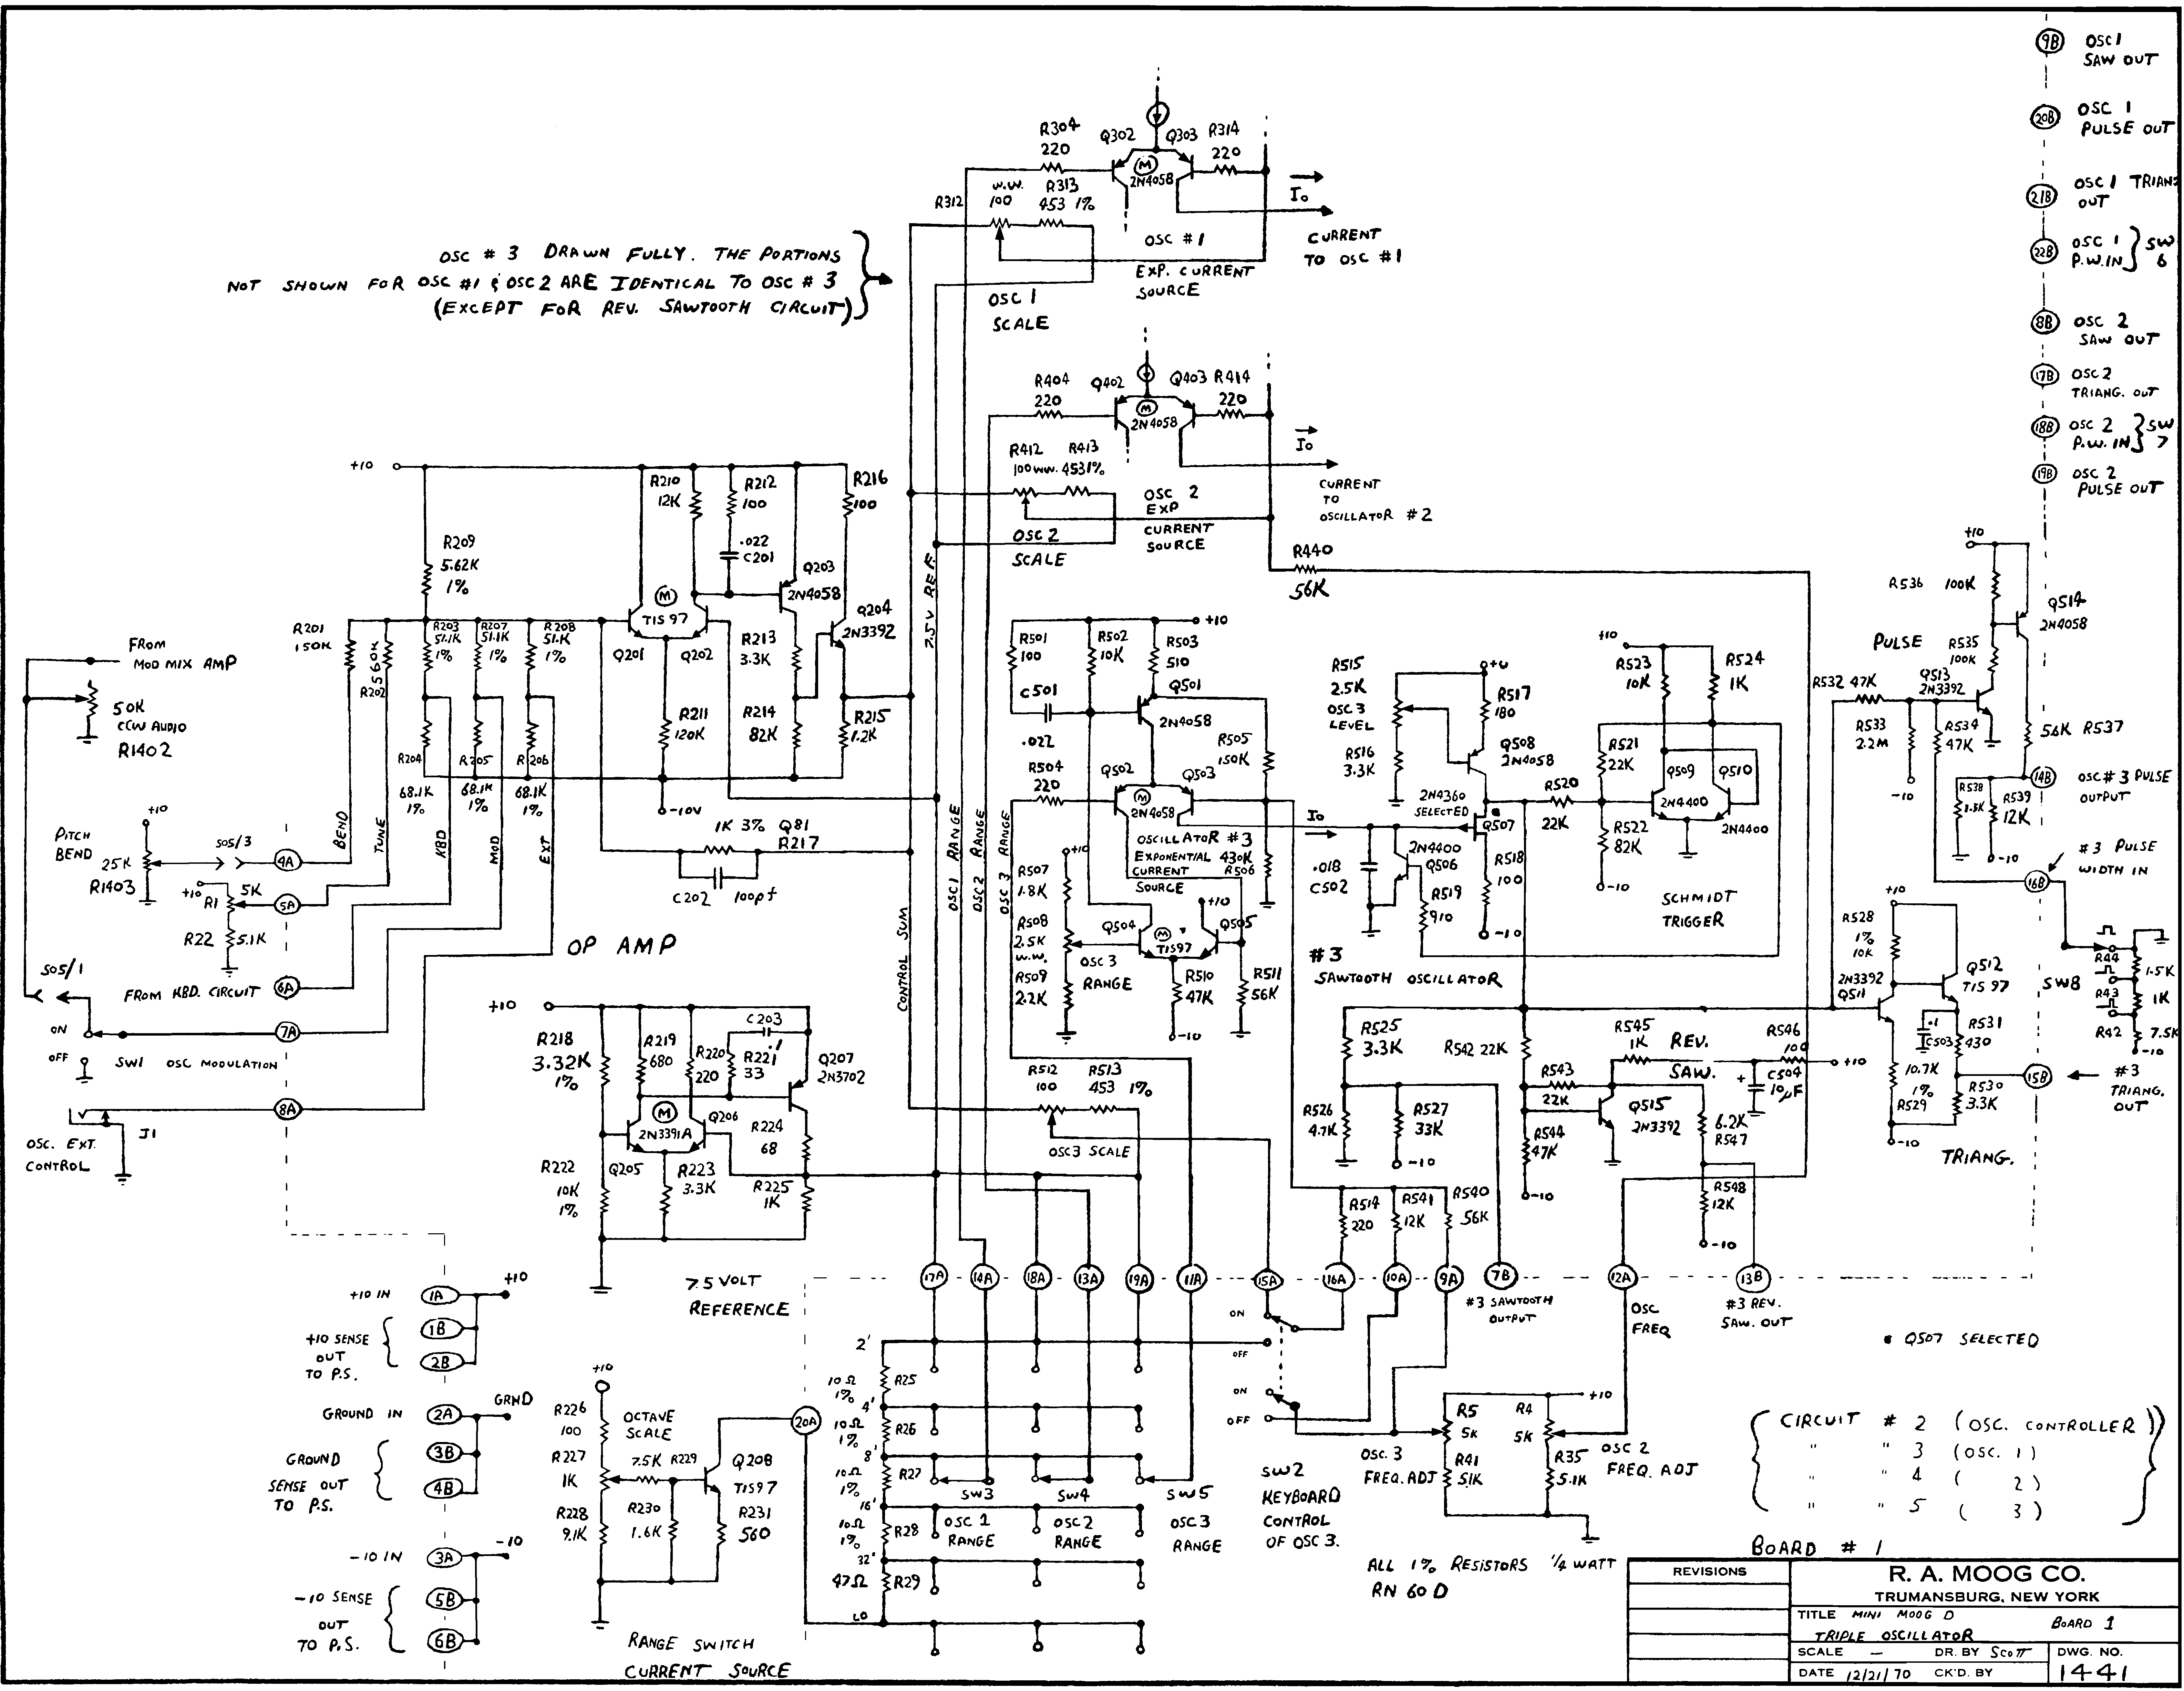 9B OSC 1
SAW OUT
20B OSC 1
PULSE OUT
21B OSC 1 TRIANG
OUT
22B OSC 1 } SW
P.W. IN } 6
8B OSC 2
SAW OUT
17B OSC 2
TRIANG. OUT
18B OSC 2 } SW
P.W. IN } 7
19B OSC 2
PULSE OUT
OSC # 3 DRAWN FULLY. THE PORTIONS
NOT SHOWN FOR OSC #1 & OSC 2 ARE IDENTICAL TO OSC # 3
(EXCEPT FOR REV. SAWTOOTH CIRCUIT)
R304
220
Q302
Q303
R314
220
M
2N4058
R312
W.W.
100
R313
453 1%
OSC #1
EXP. CURRENT
SOURCE
I₀
CURRENT
TO OSC #1
OSC 1
SCALE
R404
220
Q402
Q403
R414
220
M
2N4058
R412
100 WW.
R413
453 1%
OSC 2
EXP
CURRENT
SOURCE
I₀
CURRENT
TO
OSCILLATOR #2
OSC 2
SCALE
R440
56K
+10
R209
5.62K
1%
R210
12K
R212
100
R216
100
.022
C201
Q203
2N4058
Q204
2N3392
M
TIS 97
Q201
Q202
R213
3.3K
R211
120K
R214
82K
R215
1.2K
-10V
R201
150K
R202
560K
R203
51.1K
1%
R207
51.1K
1%
R208
51.1K
1%
R204
68.1K
1%
R205
68.1K
1%
R206
68.1K
1%
BEND
TUNE
KBD
MOD
EXT
1K 3% Q81
R217
C202
100pf
OP AMP
FROM
MOD MIX AMP
50K
CCW AUDIO
R1402
+10
PITCH
BEND
25K
R1403
S05/3
4A
+10
R1
5K
5A
R22
5.1K
S05/1
FROM KBD. CIRCUIT
6A
ON
7A
OFF
SW1 OSC MODULATION
8A
J1
OSC. EXT.
CONTROL
7.5V REF.
OSC 1 RANGE
OSC 2 RANGE
OSC 3 RANGE
CONTROL SUM
R501
100
R502
10K
R503
510
+10
C501
.022
Q501
2N4058
R504
220
Q502
Q503
R505
150K
M
2N4058
OSCILLATOR #3
EXPONENTIAL
CURRENT
SOURCE
430K
R506
I₀
+10
R507
1.8K
R508
2.5K
W.W.
R509
2.2K
Q504
+10
Q505
M
TIS97
OSC 3
RANGE
R510
47K
R511
56K
-10
R515
2.5K
OSC 3
LEVEL
R516
3.3K
R517
180
Q508
2N4058
2N4360
SELECTED
Q507
2N4400
Q506
.018
C502
R519
910
R518
100
-10
R520
22K
#3
SAWTOOTH OSCILLATOR
+10
R523
10K
R524
1K
R521
22K
Q509
Q510
2N4400
2N4400
R522
82K
-10
SCHMIDT
TRIGGER
+10
R536
100K
Q514
2N4058
PULSE
R535
100K
Q513
2N3392
R532 47K
R533
2.2M
R534
47K
56K R537
-10
14B
OSC# 3 PULSE
OUTPUT
R538
1.5K
R539
12K
-10
# 3 PULSE
WIDTH IN
16B
+10
R528
1%
10K
2N3392
Q511
Q512
TIS 97
.1
C503
R531
430
10.7K
1%
R529
R530
3.3K
-10
TRIANG.
15B
#3
TRIANG.
OUT
SW8
R44
1.5K
R43
1K
R42
7.5K
-10
+10
R218
3.32K
1%
R219
680
R220
220
R221
33
C203
.1
Q207
2N3702
M
2N3391A
Q206
Q205
R224
68
R222
10K
1%
R223
3.3K
R225
1K
7.5 VOLT
REFERENCE
R512
100
R513
453 1%
OSC3 SCALE
R525
3.3K
R526
4.7K
R527
33K
-10
R542 22K
R543
22K
R544
47K
-10
R545
1K
REV.
SAW.
R546
100
+10
C504
10µF
Q515
2N3392
6.2K
R547
R548
12K
-10
R514
220
R541
12K
R540
56K
17A
14A
18A
13A
19A
11A
15A
16A
10A
9A
7B
12A
13B
#3 SAWTOOTH
OUTPUT
OSC
FREQ
#3 REV.
SAW. OUT
* Q507 SELECTED
+10 IN
1A
+10
+10 SENSE
OUT
TO P.S.
1B
2B
GROUND IN
2A
GRND
GROUND
SENSE OUT
TO P.S.
3B
4B
-10 IN
3A
-10
-10 SENSE
OUT
TO P.S.
5B
6B
+10
R226
100
OCTAVE
SCALE
R227
1K
7.5K R229
R228
9.1K
R230
1.6K
Q208
TIS97
R231
560
20A
RANGE SWITCH
CURRENT SOURCE
2'
10Ω
1%
R25
4'
10Ω
1%
R26
8'
10Ω
1%
R27
16'
10Ω
1%
R28
32'
47Ω
R29
LO
SW3
OSC 1
RANGE
SW4
OSC2
RANGE
SW5
OSC 3
RANGE
ON
OFF
ON
OFF
SW2
KEYBOARD
CONTROL
OF OSC 3.
OSC. 3
FREQ. ADJ
R5
5K
R41
5.1K
R4
5K
R35
5.1K
+10
OSC 2
FREQ. ADJ
ALL 1% RESISTORS 1/4 WATT
RN 60 D
CIRCUIT # 2 (OSC. CONTROLLER)
" " 3 (OSC. 1)
" " 4 ( 2)
" " 5 ( 3)
BOARD # 1
REVISIONS
R. A. MOOG CO.
TRUMANSBURG, NEW YORK
TITLE MINI MOOG D BOARD 1
TRIPLE OSCILLATOR
SCALE — DR. BY SCOTT
DWG. NO.
DATE 12/21/70 CK'D. BY
1441